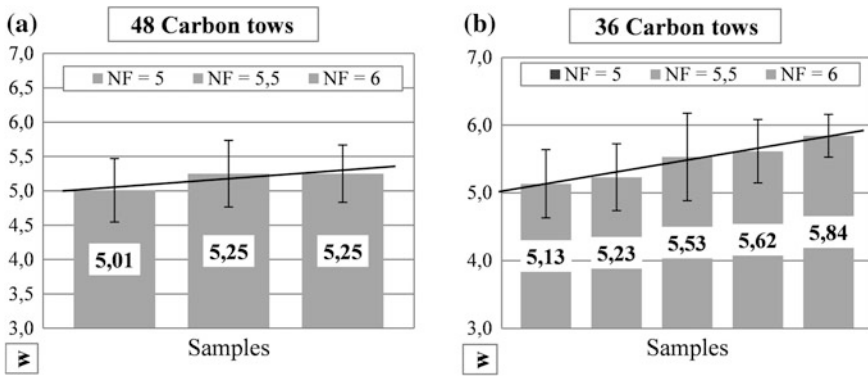 (a)
48 Carbon tows
7,0
NF = 5 NF = 5,5 NF = 6
6,5
6,0
5,5
5,0
4,5
4,0
3,5
3,0
5,01 5,25 5,25
w
Samples
(b)
36 Carbon tows
7,0
NF = 5 NF = 5,5 NF = 6
6,0
5,0
4,0
3,0
5,13 5,23 5,53 5,62 5,84
w
Samples